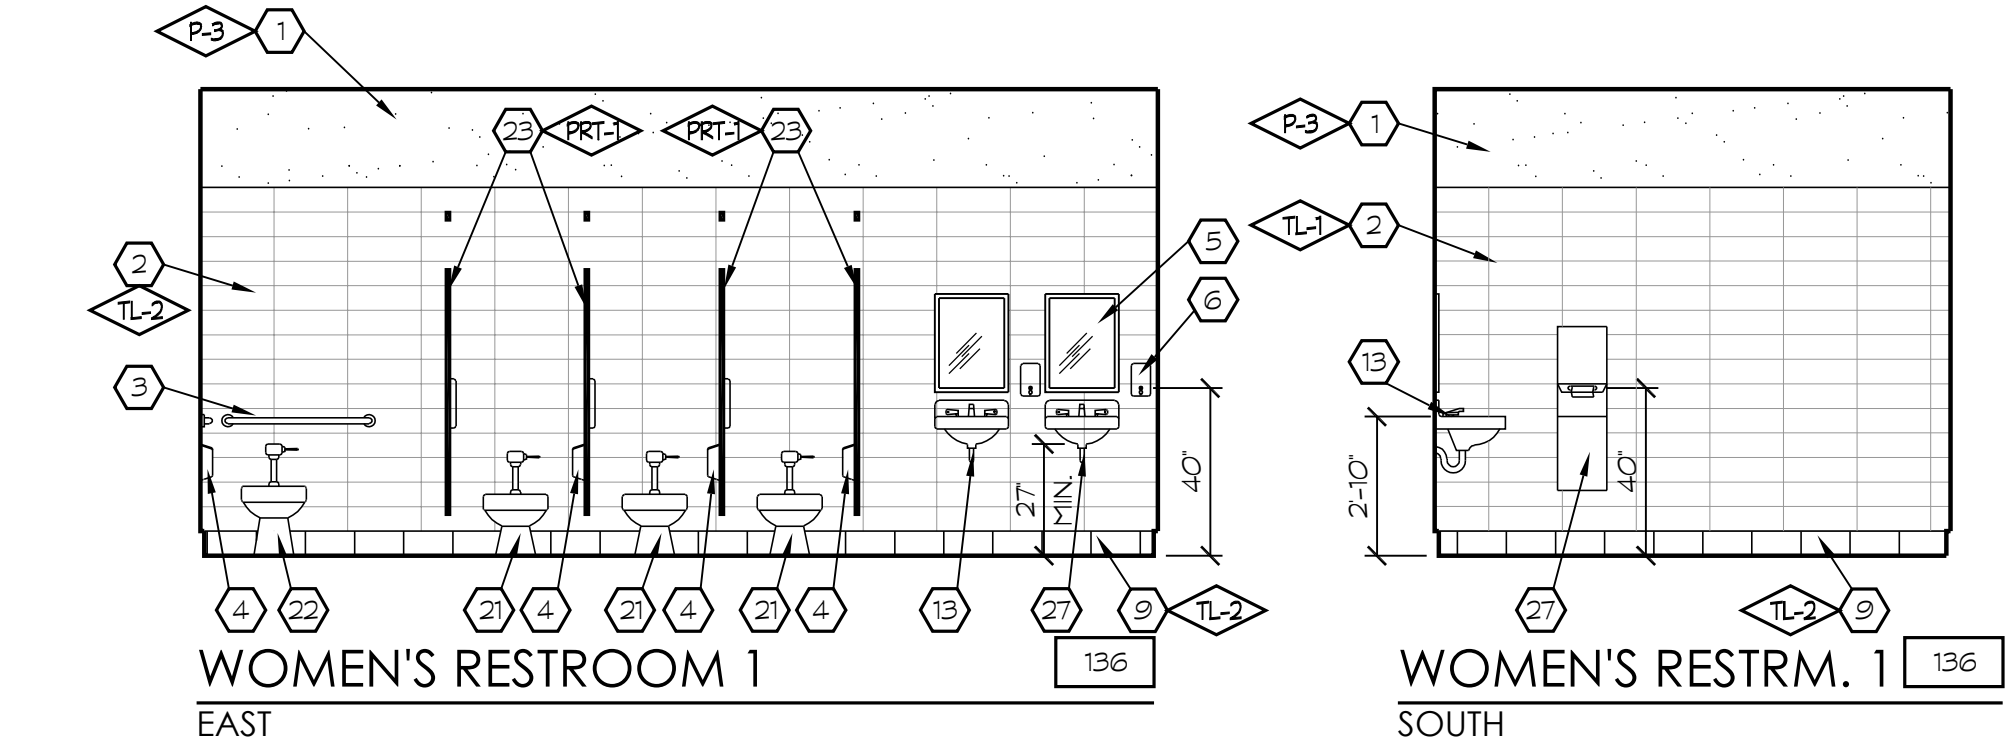 P-3 1
23 PRT-1 PRT-1 23
2
TL-2
3
5
6
27"
MIN.
40"
4 22 21 4 21 4 21 4 13 27 9 TL-2
WOMEN'S RESTROOM 1 136
EAST
P-3 1
TL-1 2
13
2'-10"
40"
27 TL-2 9
WOMEN'S RESTRM. 1 136
SOUTH